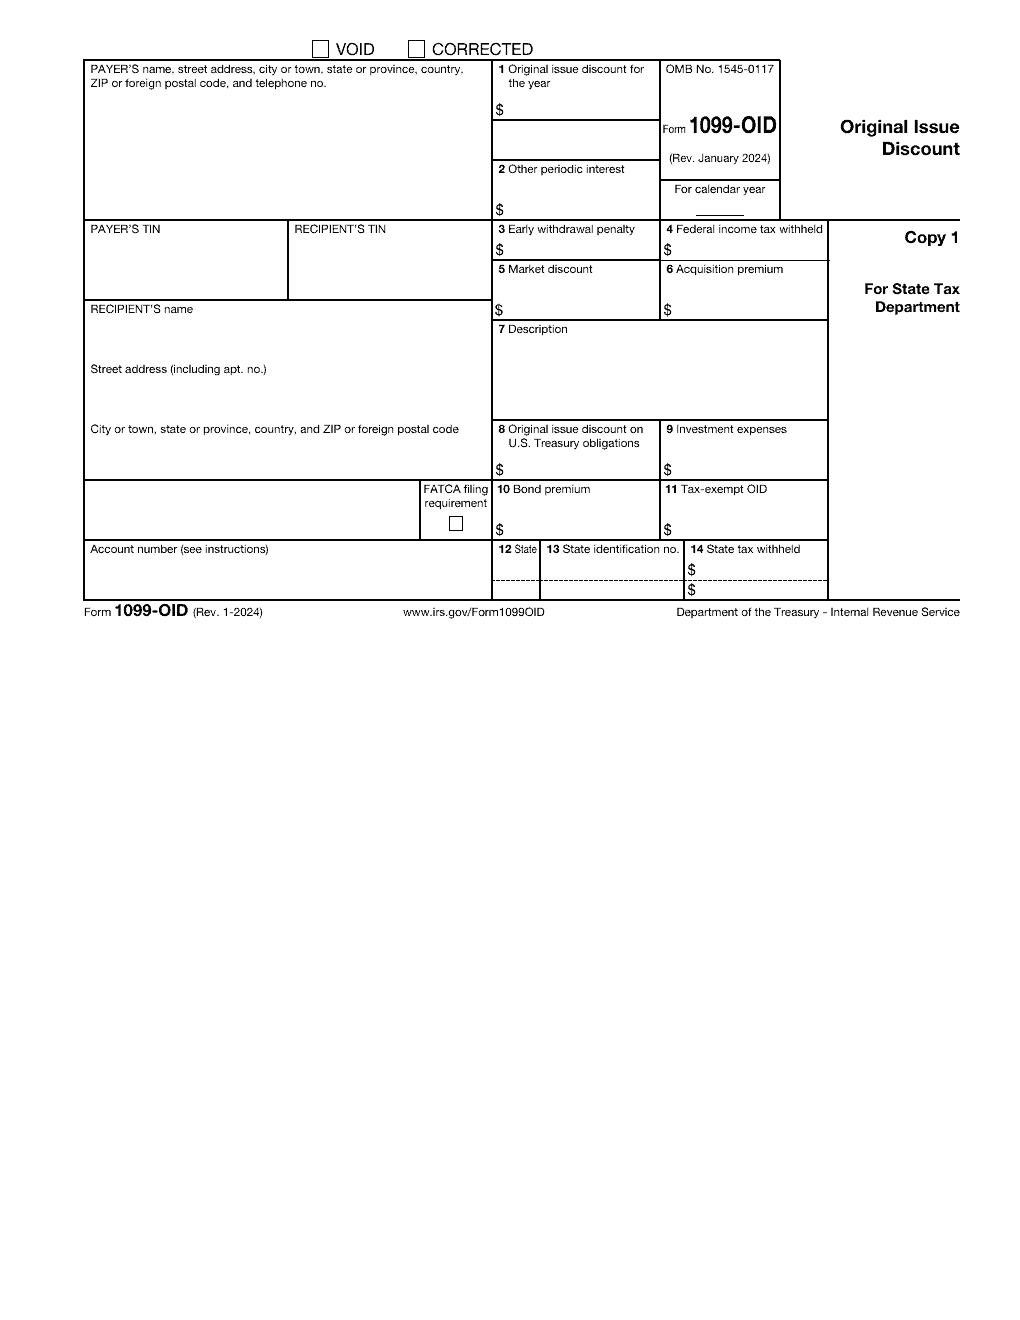 VOID CORRECTED
PAYER'S name, street address, city or town, state or province, country,
ZIP or foreign postal code, and telephone no.
1 Original issue discount for
the year
$
2 Other periodic interest
$
OMB No. 1545-0117
Form 1099-OID
(Rev. January 2024)
For calendar year
Original Issue
Discount
PAYER'S TIN
RECIPIENT'S TIN
3 Early withdrawal penalty
$
4 Federal income tax withheld
$
Copy 1
For State Tax
Department
5 Market discount
$
6 Acquisition premium
$
RECIPIENT'S name
7 Description
Street address (including apt. no.)
City or town, state or province, country, and ZIP or foreign postal code
8 Original issue discount on
U.S. Treasury obligations
$
9 Investment expenses
$
FATCA filing
requirement
10 Bond premium
$
11 Tax-exempt OID
$
Account number (see instructions)
12 State
13 State identification no.
14 State tax withheld
$
$
Form 1099-OID (Rev. 1-2024)
www.irs.gov/Form1099OID
Department of the Treasury - Internal Revenue Service